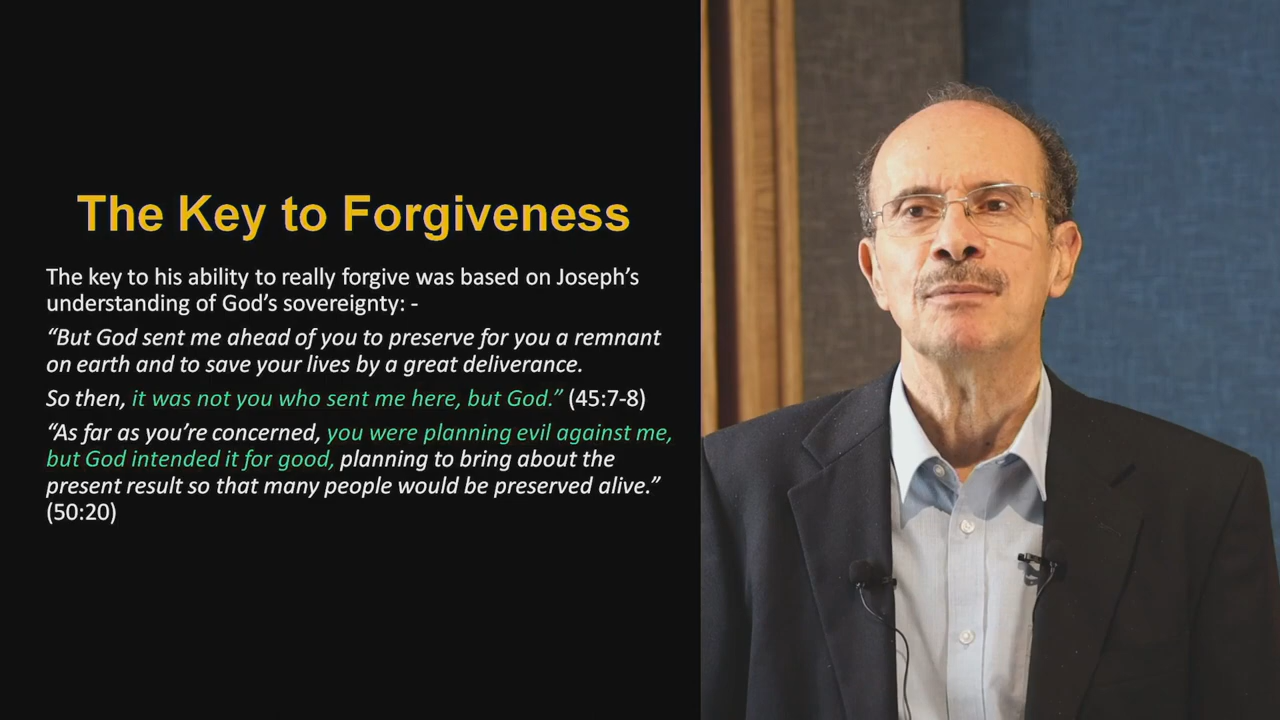 The Key to Forgiveness
The key to his ability to really forgive was based on Joseph’s
understanding of God’s sovereignty: -
“But God sent me ahead of you to preserve for you a remnant
on earth and to save your lives by a great deliverance.
So then, it was not you who sent me here, but God.” (45:7-8)
“As far as you’re concerned, you were planning evil against me,
but God intended it for good, planning to bring about the
present result so that many people would be preserved alive.”
(50:20)